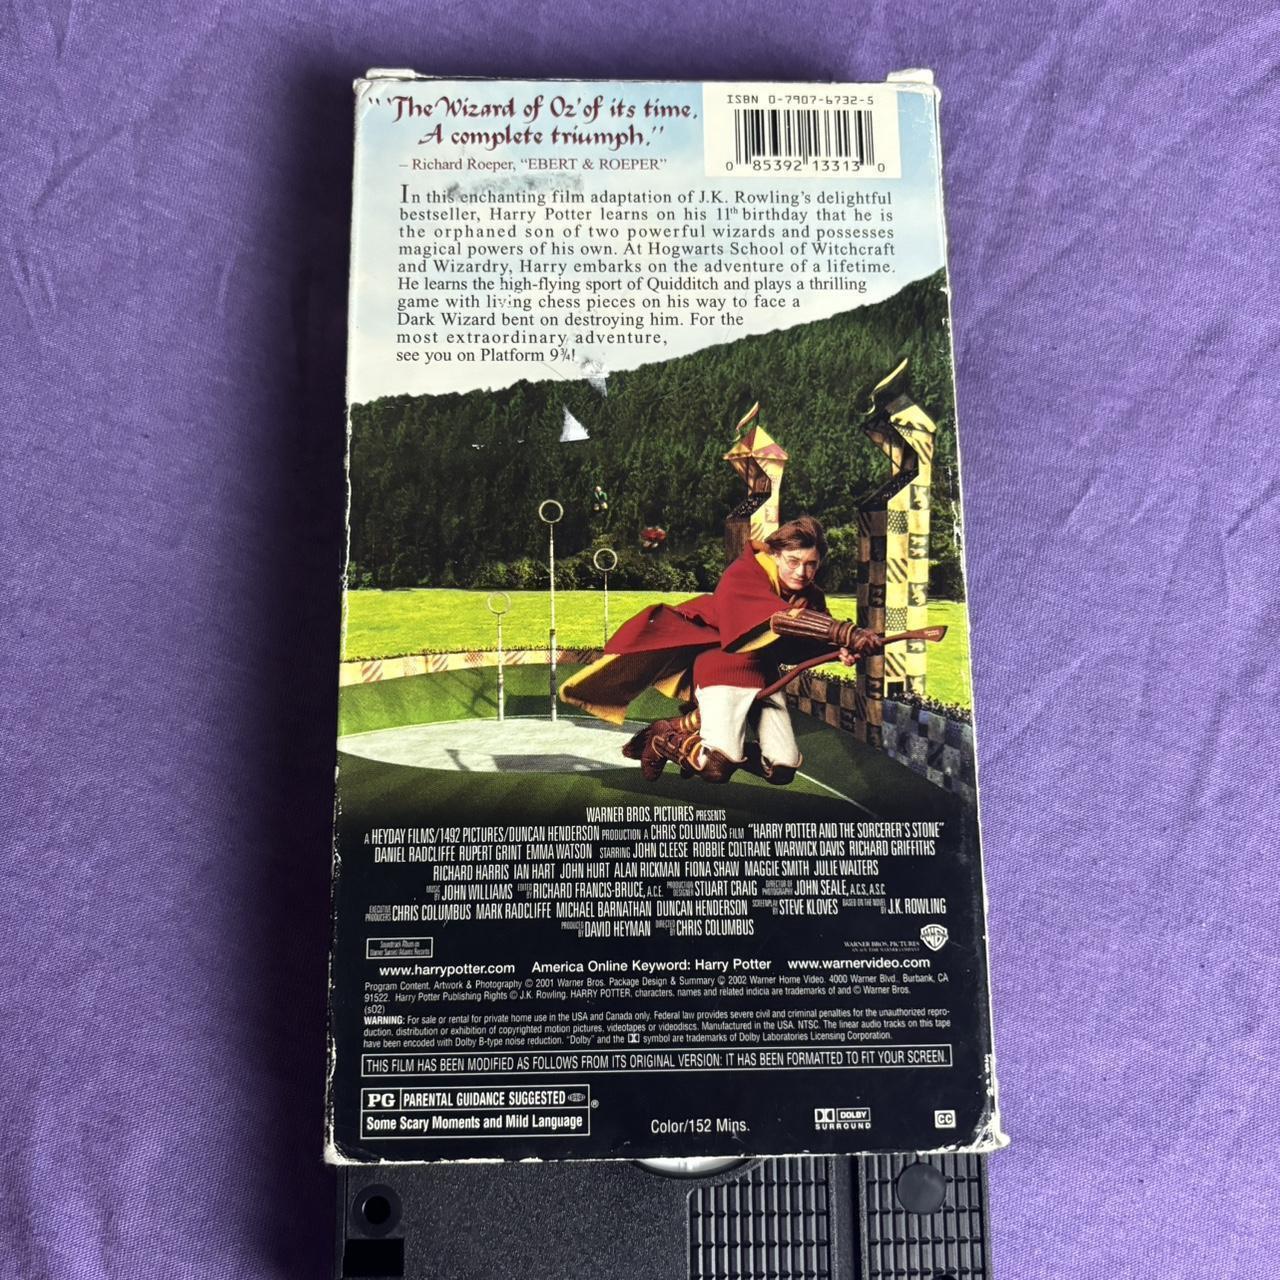 "'The Wizard of Oz' of its time.
A complete triumph."
– Richard Roeper, "EBERT & ROEPER"
ISBN 0-7907-6732-5
0 85392 13313 0
In this enchanting film adaptation of J.K. Rowling's delightful
bestseller, Harry Potter learns on his 11th birthday that he is
the orphaned son of two powerful wizards and possesses
magical powers of his own. At Hogwarts School of Witchcraft
and Wizardry, Harry embarks on the adventure of a lifetime.
He learns the high-flying sport of Quidditch and plays a thrilling
game with living chess pieces on his way to face a
Dark Wizard bent on destroying him. For the
most extraordinary adventure,
see you on Platform 9¾!
WARNER BROS. PICTURES PRESENTS
A HEYDAY FILMS/1492 PICTURES/DUNCAN HENDERSON PRODUCTION A CHRIS COLUMBUS FILM "HARRY POTTER AND THE SORCERER'S STONE"
DANIEL RADCLIFFE RUPERT GRINT EMMA WATSON STARRING JOHN CLEESE ROBBIE COLTRANE WARWICK DAVIS RICHARD GRIFFITHS
RICHARD HARRIS IAN HART JOHN HURT ALAN RICKMAN FIONA SHAW MAGGIE SMITH JULIE WALTERS
MUSIC BY JOHN WILLIAMS EDITED BY RICHARD FRANCIS-BRUCE, A.C.E. PRODUCTION DESIGNER STUART CRAIG DIRECTOR OF PHOTOGRAPHY JOHN SEALE, A.C.S., A.S.C.
EXECUTIVE PRODUCERS CHRIS COLUMBUS MARK RADCLIFFE MICHAEL BARNATHAN DUNCAN HENDERSON SCREENPLAY BY STEVE KLOVES BASED ON THE NOVEL BY J.K. ROWLING
PRODUCED BY DAVID HEYMAN DIRECTED BY CHRIS COLUMBUS
Soundtrack Album on
Warner Sunset/Atlantic Records
WARNER BROS. PICTURES
AN AOL TIME WARNER COMPANY
www.harrypotter.com America Online Keyword: Harry Potter www.warnervideo.com
Program Content, Artwork & Photography © 2001 Warner Bros. Package Design & Summary © 2002 Warner Home Video. 4000 Warner Blvd., Burbank, CA
91522. Harry Potter Publishing Rights © J.K. Rowling. HARRY POTTER, characters, names and related indicia are trademarks of and © Warner Bros.
(s02)
WARNING: For sale or rental for private home use in the USA and Canada only. Federal law provides severe civil and criminal penalties for the unauthorized repro-
duction, distribution or exhibition of copyrighted motion pictures, videotapes or videodiscs. Manufactured in the USA. NTSC. The linear audio tracks on this tape
have been encoded with Dolby B-type noise reduction. "Dolby" and the symbol are trademarks of Dolby Laboratories Licensing Corporation.
THIS FILM HAS BEEN MODIFIED AS FOLLOWS FROM ITS ORIGINAL VERSION: IT HAS BEEN FORMATTED TO FIT YOUR SCREEN.
PG PARENTAL GUIDANCE SUGGESTED ®
Some Scary Moments and Mild Language
Color/152 Mins.
DOLBY
SURROUND
CC